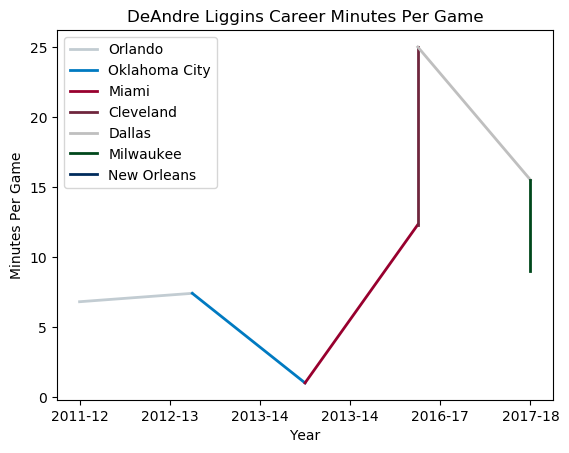 DeAndre Liggins Career Minutes Per Game
25
20
15
10
5
0
Minutes Per Game
Orlando
Oklahoma City
Miami
Cleveland
Dallas
Milwaukee
New Orleans
2011-12 2012-13 2013-14 2013-14 2016-17 2017-18
Year